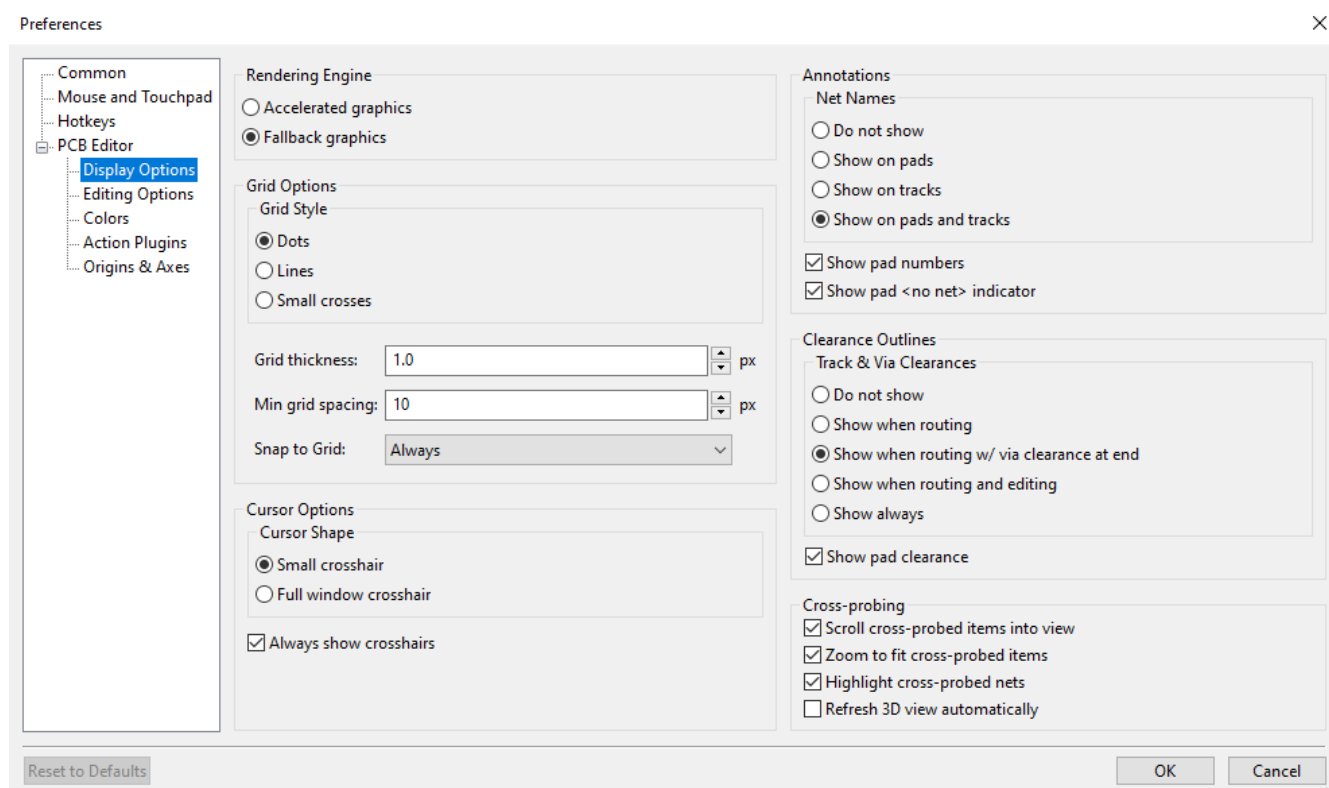 Preferences
Common
Mouse and Touchpad
Hotkeys
PCB Editor
Display Options
Editing Options
Colors
Action Plugins
Origins & Axes
Rendering Engine
Accelerated graphics
Fallback graphics
Grid Options
Grid Style
Dots
Lines
Small crosses
Grid thickness: 1.0 px
Min grid spacing: 10 px
Snap to Grid: Always
Cursor Options
Cursor Shape
Small crosshair
Full window crosshair
Always show crosshairs
Annotations
Net Names
Do not show
Show on pads
Show on tracks
Show on pads and tracks
Show pad numbers
Show pad <no net> indicator
Clearance Outlines
Track & Via Clearances
Do not show
Show when routing
Show when routing w/ via clearance at end
Show when routing and editing
Show always
Show pad clearance
Cross-probing
Scroll cross-probed items into view
Zoom to fit cross-probed items
Highlight cross-probed nets
Refresh 3D view automatically
Reset to Defaults
OK
Cancel